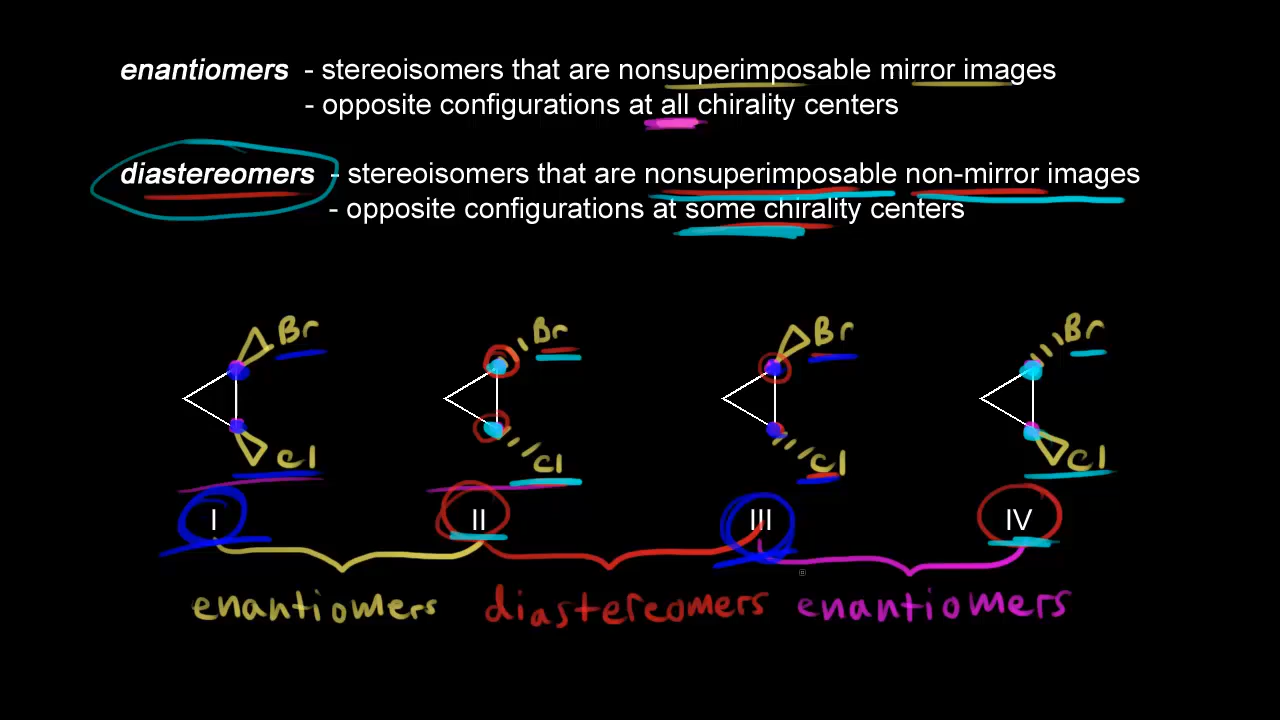 enantiomers - stereoisomers that are nonsuperimposable mirror images
- opposite configurations at all chirality centers
diastereomers - stereoisomers that are nonsuperimposable non-mirror images
- opposite configurations at some chirality centers
Br Br Br Br
Cl Cl Cl Cl
I II III IV
enantiomers diastereomers enantiomers